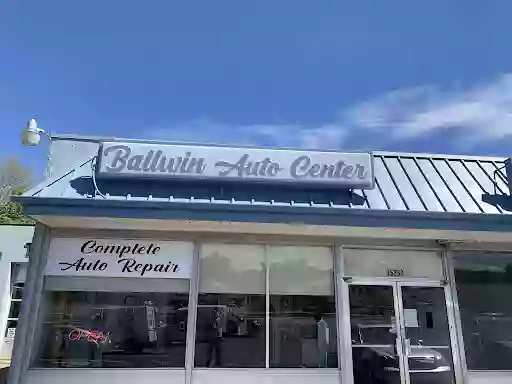 Ballwin Auto Center
Complete
Auto Repair
OPEN